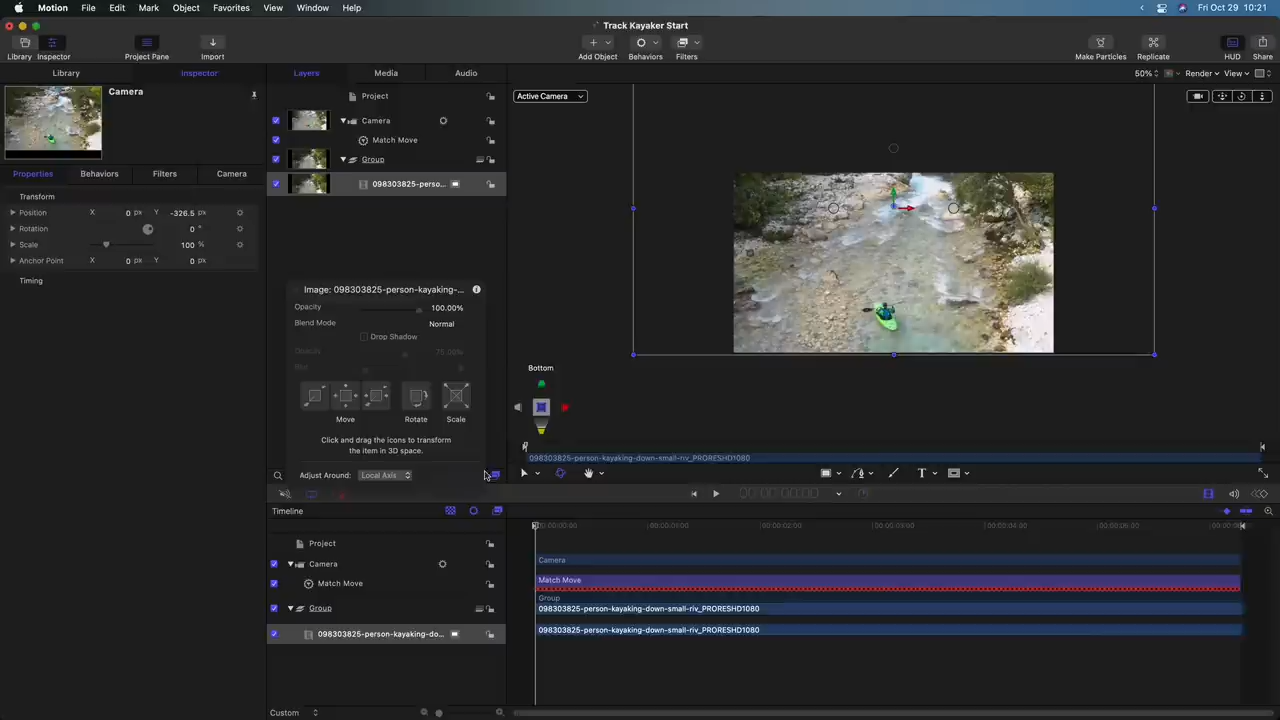 Motion File Edit Mark Object Favorites View Window Help Fri Oct 29 10:21
Track Kayaker Start
Library Inspector Project Pane Import Add Object Behaviors Filters Make Particles Replicate HUD Share
Library Inspector Layers Media Audio 50% Render View
Camera
Active Camera
Project
Camera
Match Move
Group
098303825-perso...
Properties Behaviors Filters Camera
Transform
Position X 0 px Y -326.5 px
Rotation 0 °
Scale 100 %
Anchor Point X 0 px Y 0 px
Timing
Image: 098303825-person-kayaking-...
Opacity 100.00%
Blend Mode Normal
Drop Shadow
Opacity 75.00%
Blur
Move Rotate Scale
Click and drag the icons to transform
the item in 3D space.
Adjust Around: Local Axis
Bottom
098303825-person-kayaking-down-small-riv_PRORESHD1080
T
Timeline
Project
Camera
Match Move
Group
098303825-person-kayaking-do...
Camera
Match Move
Group
098303825-person-kayaking-down-small-riv_PRORESHD1080
098303825-person-kayaking-down-small-riv_PRORESHD1080
Custom